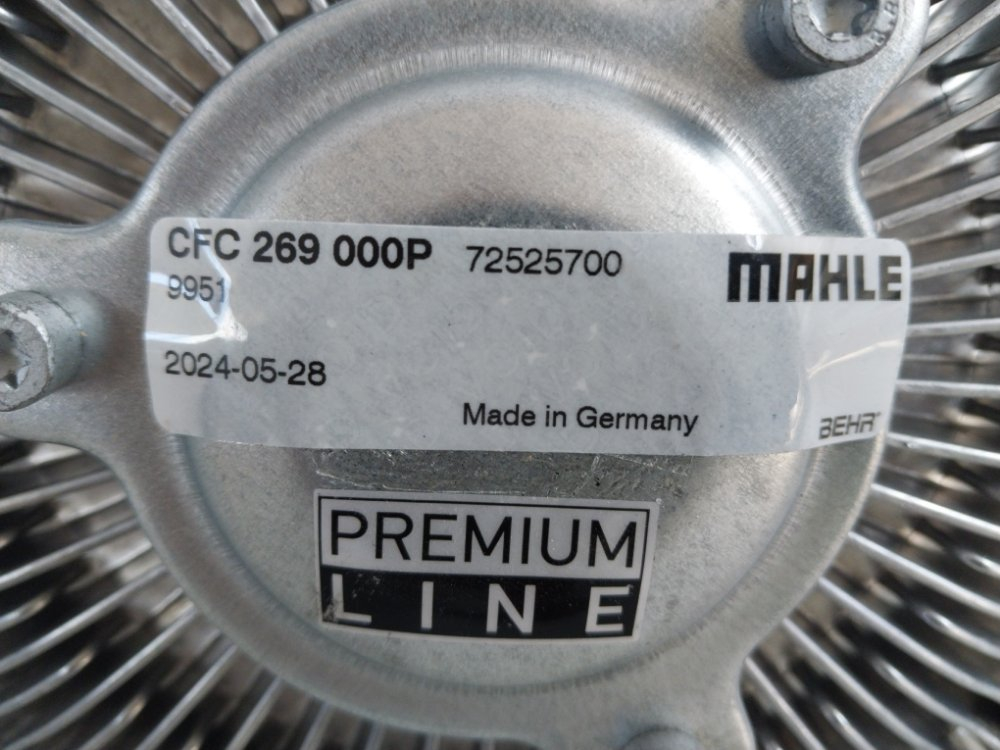 CFC 269 000P 72525700
MAHLE
9951
2024-05-28
Made in Germany
BEHR
PREMIUM
LINE